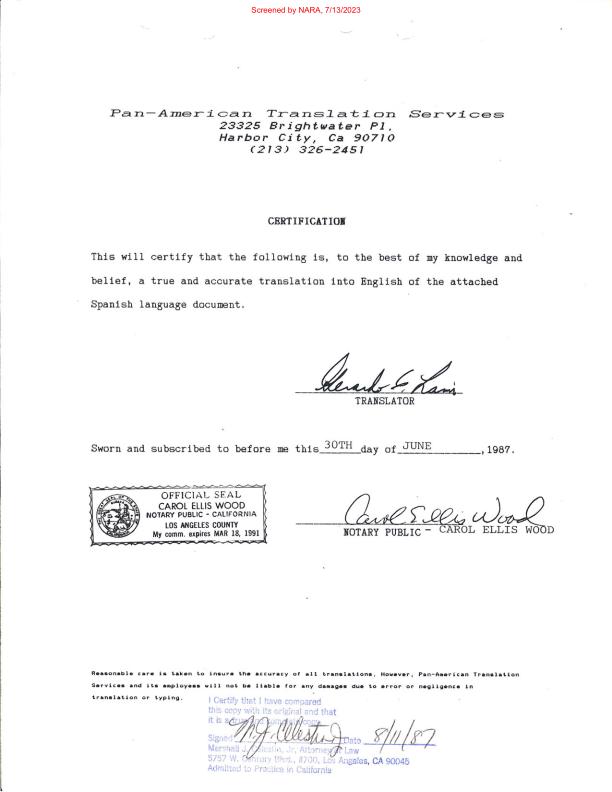 Screened by NARA, 7/13/2023
Pan-American Translation Services
23325 Brightwater Pl.
Harbor City, Ca 90710
(213) 326-2451
CERTIFICATION
This will certify that the following is, to the best of my knowledge and
belief, a true and accurate translation into English of the attached
Spanish language document.
TRANSLATOR
Sworn and subscribed to before me this 30TH day of JUNE ,1987.
OFFICIAL SEAL
CAROL ELLIS WOOD
NOTARY PUBLIC - CALIFORNIA
LOS ANGELES COUNTY
My comm. expires MAR 18, 1991
Carol Ellis Wood
NOTARY PUBLIC - CAROL ELLIS WOOD
Reasonable care is taken to insure the accuracy of all translations, However, Pan-American Translation
Services and its employees will not be liable for any damages due to error or negligence in
translation or typing.
I Certify that I have compared
this copy with its original and that
it is a true and complete copy.
Signed M.J. Celestin Jr Date 8/11/87
Marshall J. Celestin, Jr, Attorney at Law
5757 W. Century Blvd., #700, Los Angeles, CA 90045
Admitted to Practice in California